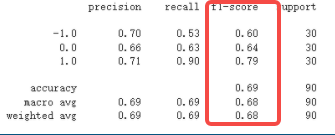 precision recall f1-score support
-1.0 0.70 0.53 0.60 30
0.0 0.66 0.63 0.64 30
1.0 0.71 0.90 0.79 30
accuracy 0.69 90
macro avg 0.69 0.69 0.68 90
weighted avg 0.69 0.69 0.68 90